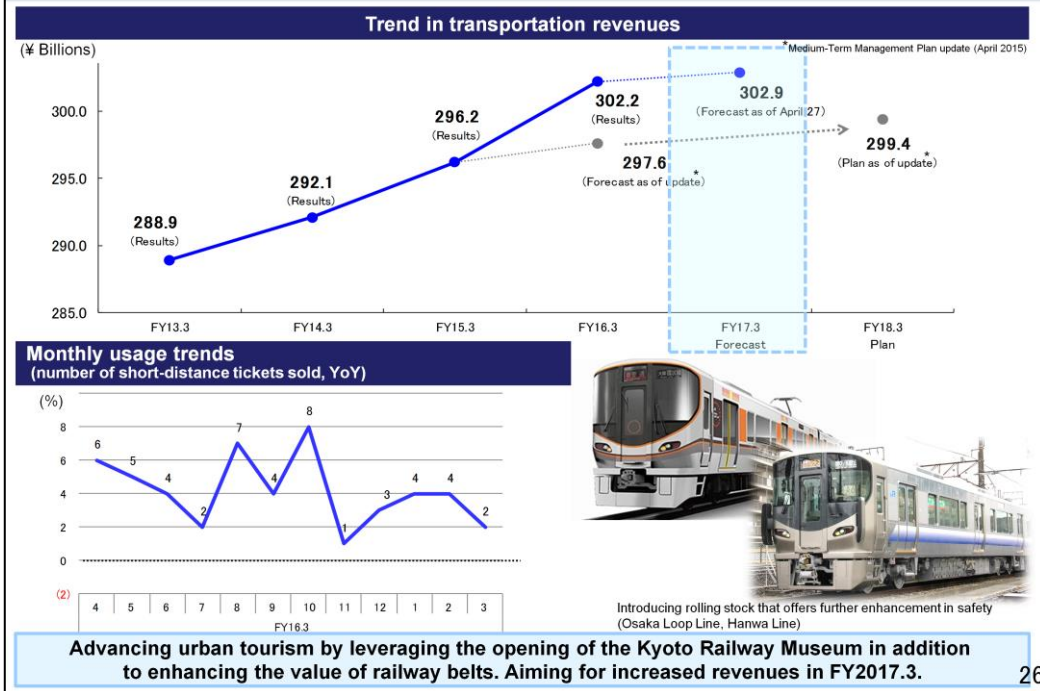 Trend in transportation revenues
(¥ Billions)
*Medium-Term Management Plan update (April 2015)
300.0
295.0
290.0
285.0
288.9
(Results)
292.1
(Results)
296.2
(Results)
302.2
(Results)
297.6
(Forecast as of update)*
302.9
(Forecast as of April 27)
299.4
(Plan as of update*)
FY13.3
FY14.3
FY15.3
FY16.3
FY17.3
Forecast
FY18.3
Plan
Monthly usage trends
(number of short-distance tickets sold, YoY)
(%)
8
6
4
2
0
(2)
6
5
4
2
7
4
8
1
3
4
4
2
4 5 6 7 8 9 10 11 12 1 2 3
FY16.3
Introducing rolling stock that offers further enhancement in safety
(Osaka Loop Line, Hanwa Line)
Advancing urban tourism by leveraging the opening of the Kyoto Railway Museum in addition
to enhancing the value of railway belts. Aiming for increased revenues in FY2017.3.
26